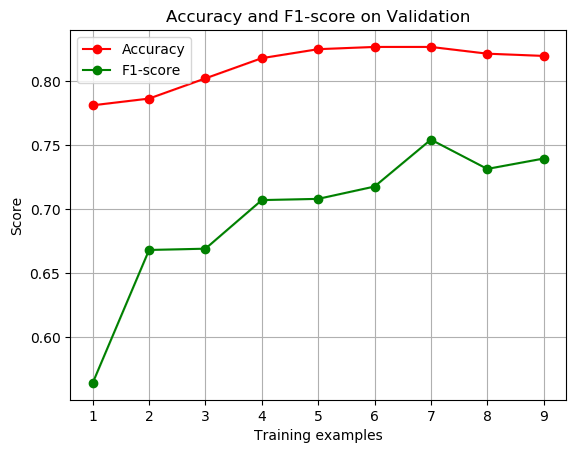 Accuracy and F1-score on Validation
Accuracy
F1-score
0.80
0.75
0.70
0.65
0.60
Score
1 2 3 4 5 6 7 8 9
Training examples